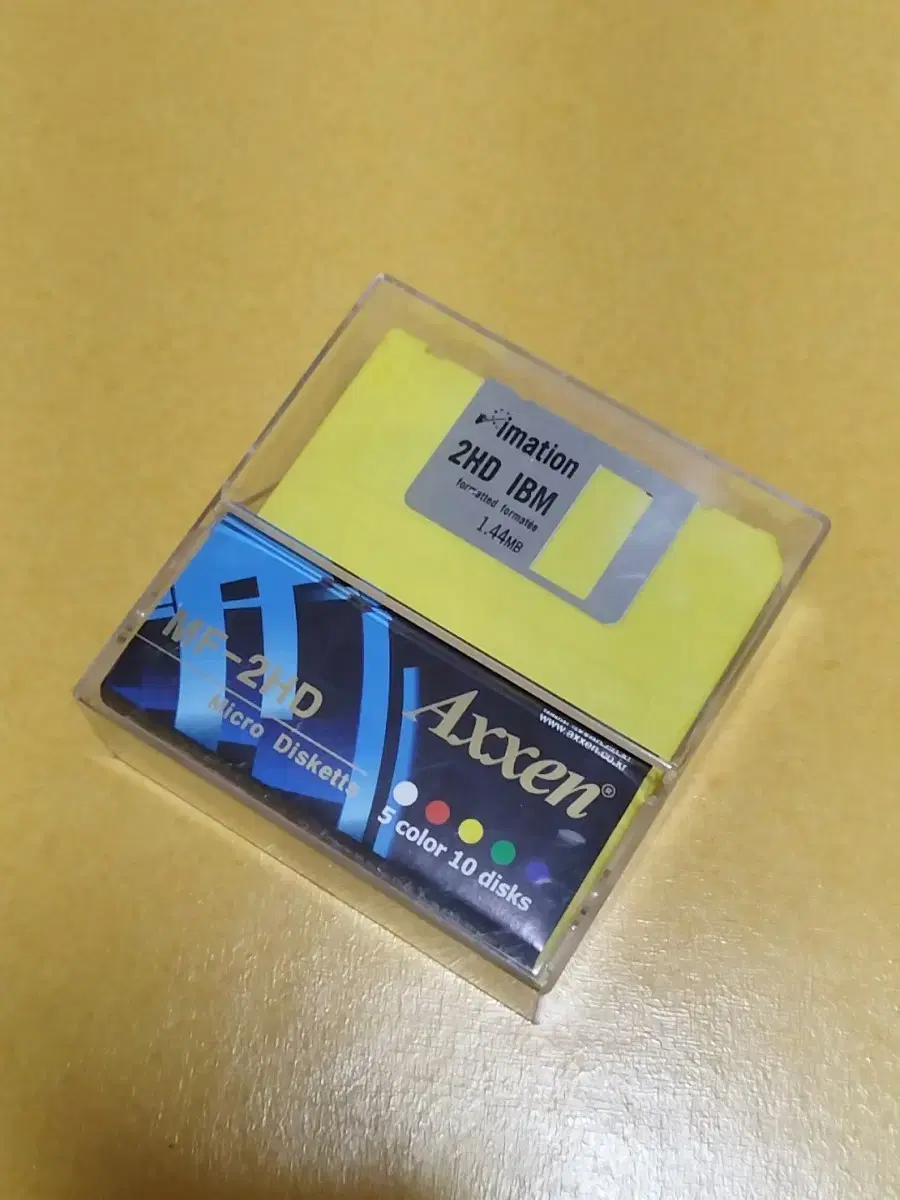 imation
2HD IBM
formatted formatée
1.44MB
MF-2HD
Micro Diskette
Axxen®
www.axxen.co.kr
5 color 10 disks